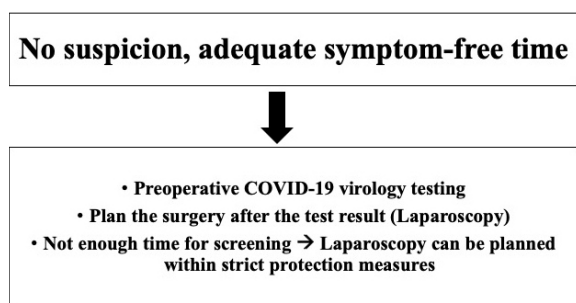 No suspicion, adequate symptom-free time
• Preoperative COVID-19 virology testing
• Plan the surgery after the test result (Laparoscopy)
• Not enough time for screening → Laparoscopy can be planned
within strict protection measures